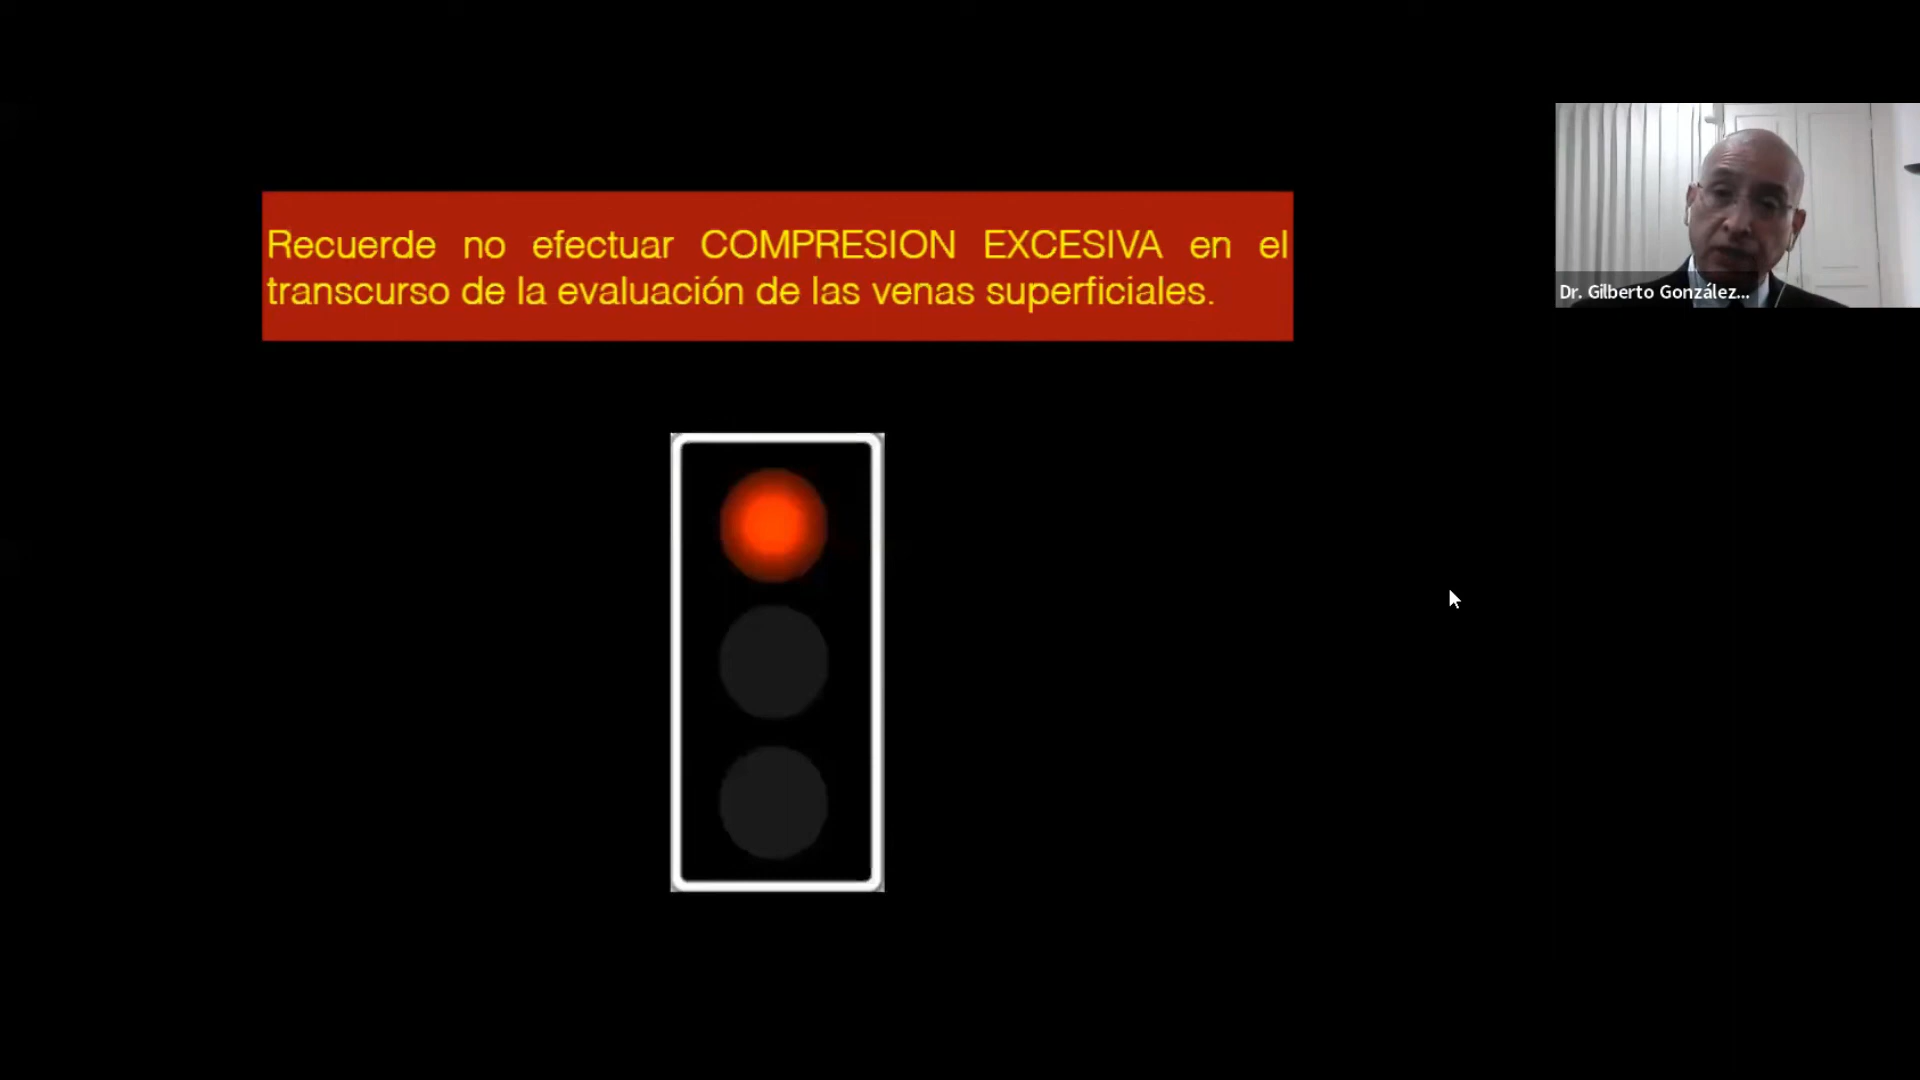 Recuerde no efectuar COMPRESION EXCESIVA en el
transcurso de la evaluación de las venas superficiales.
Dr. Gilberto González...